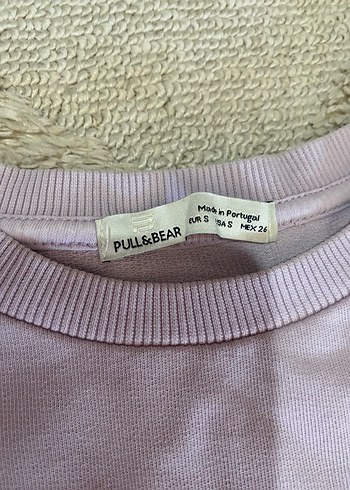 PULL&BEAR
Made in Portugal
EUR S USA S MEX 26